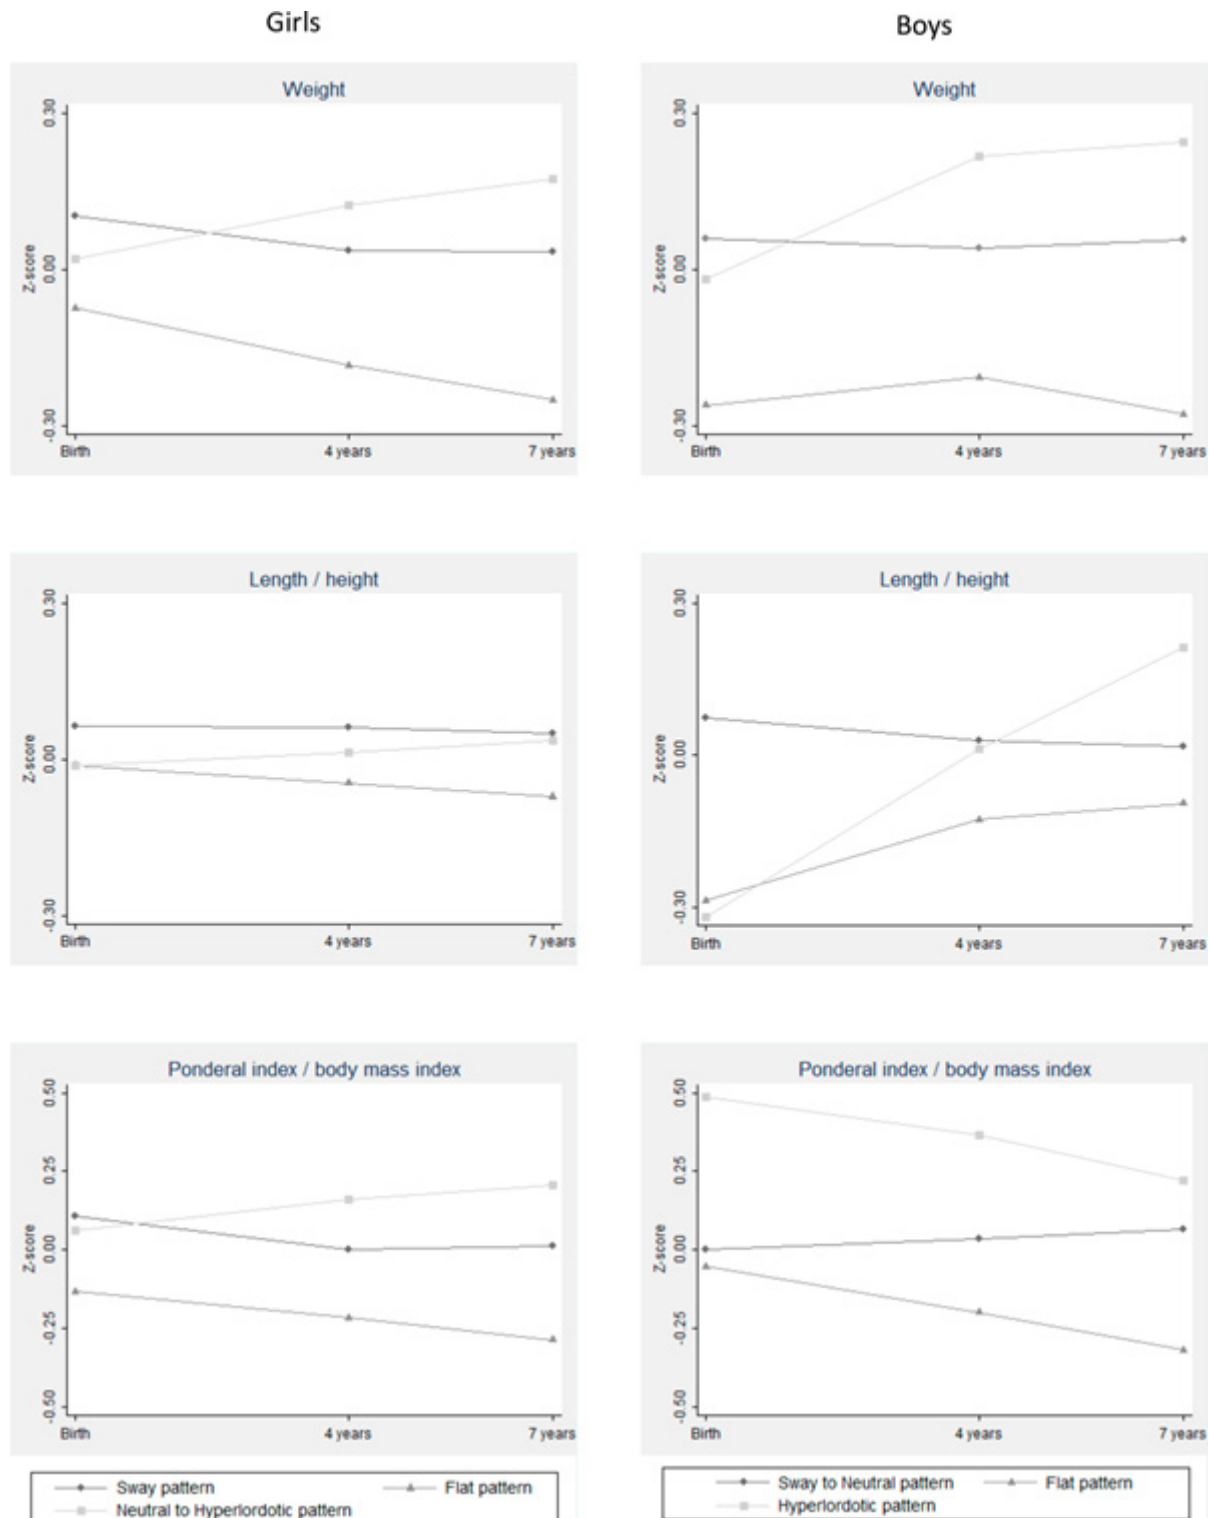 Girls
Boys
Weight
0.30
0.00
-0.30
Z-score
Birth
4 years
7 years
Weight
0.30
0.00
-0.30
Z-score
Birth
4 years
7 years
Length / height
0.30
0.00
-0.30
Z-score
Birth
4 years
7 years
Length / height
0.30
0.00
-0.30
Z-score
Birth
4 years
7 years
Ponderal index / body mass index
0.50
0.25
0.00
-0.25
-0.50
Z-score
Birth
4 years
7 years
Ponderal index / body mass index
0.50
0.25
0.00
-0.25
-0.50
Z-score
Birth
4 years
7 years
Sway pattern
Flat pattern
Neutral to Hyperlordotic pattern
Sway to Neutral pattern
Flat pattern
Hyperlordotic pattern